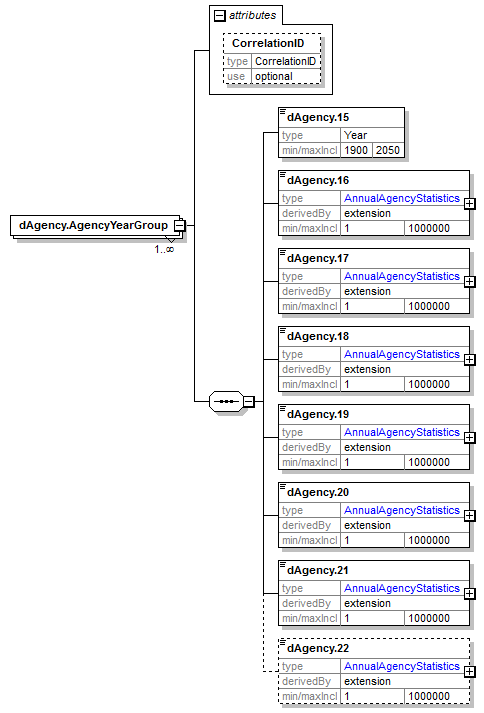 attributes
CorrelationID
type CorrelationID
use optional
dAgency.15
type Year
min/maxIncl 1900 2050
dAgency.16
type AnnualAgencyStatistics
derivedBy extension
min/maxIncl 1 1000000
dAgency.AgencyYearGroup
1..∞
dAgency.17
type AnnualAgencyStatistics
derivedBy extension
min/maxIncl 1 1000000
dAgency.18
type AnnualAgencyStatistics
derivedBy extension
min/maxIncl 1 1000000
dAgency.19
type AnnualAgencyStatistics
derivedBy extension
min/maxIncl 1 1000000
dAgency.20
type AnnualAgencyStatistics
derivedBy extension
min/maxIncl 1 1000000
dAgency.21
type AnnualAgencyStatistics
derivedBy extension
min/maxIncl 1 1000000
dAgency.22
type AnnualAgencyStatistics
derivedBy extension
min/maxIncl 1 1000000